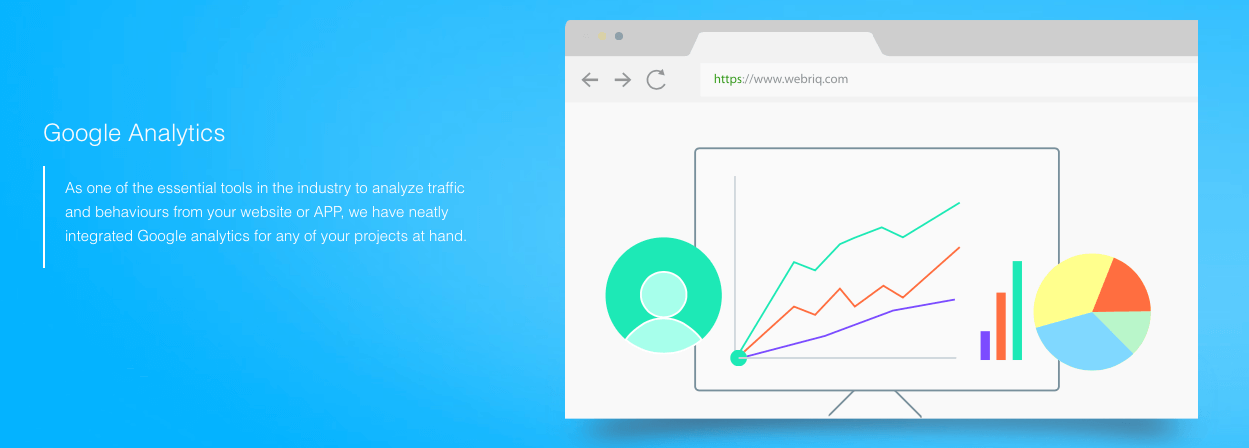 Google Analytics
As one of the essential tools in the industry to analyze traffic
and behaviours from your website or APP, we have neatly
integrated Google analytics for any of your projects at hand.
https://www.webriq.com